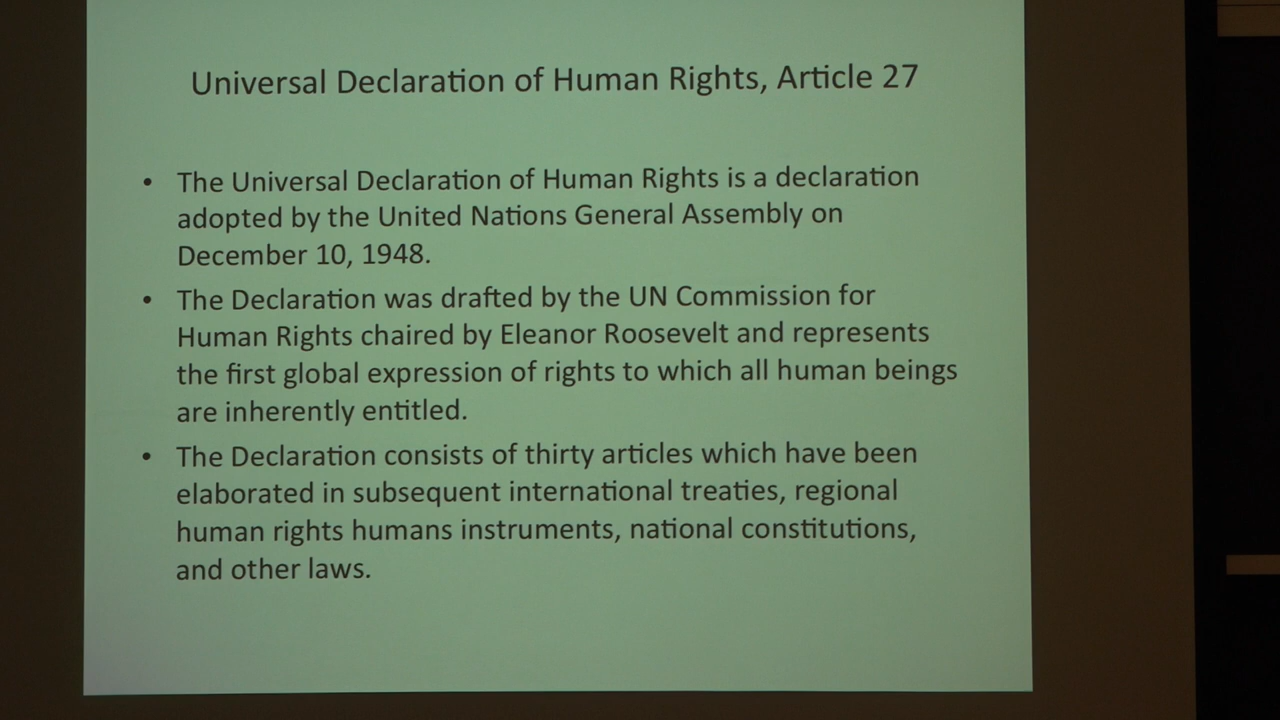 Universal Declaration of Human Rights, Article 27
• The Universal Declaration of Human Rights is a declaration
adopted by the United Nations General Assembly on
December 10, 1948.
• The Declaration was drafted by the UN Commission for
Human Rights chaired by Eleanor Roosevelt and represents
the first global expression of rights to which all human beings
are inherently entitled.
• The Declaration consists of thirty articles which have been
elaborated in subsequent international treaties, regional
human rights humans instruments, national constitutions,
and other laws.